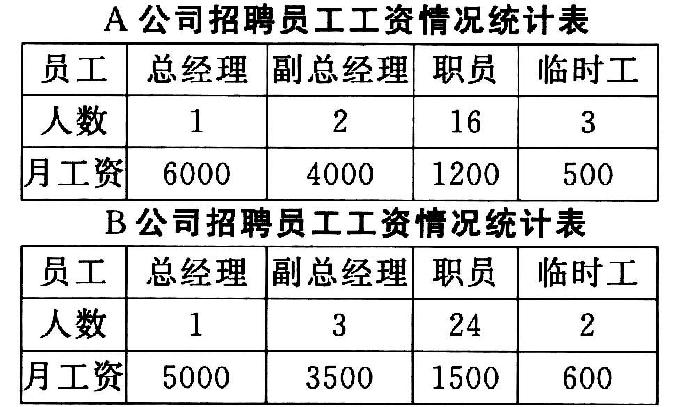 A公司招聘员工工资情况统计表
员工 总经理 副总经理 职员 临时工
人数 1 2 16 3
月工资 6000 4000 1200 500
B公司招聘员工工资情况统计表
员工 总经理 副总经理 职员 临时工
人数 1 3 24 2
月工资 5000 3500 1500 600